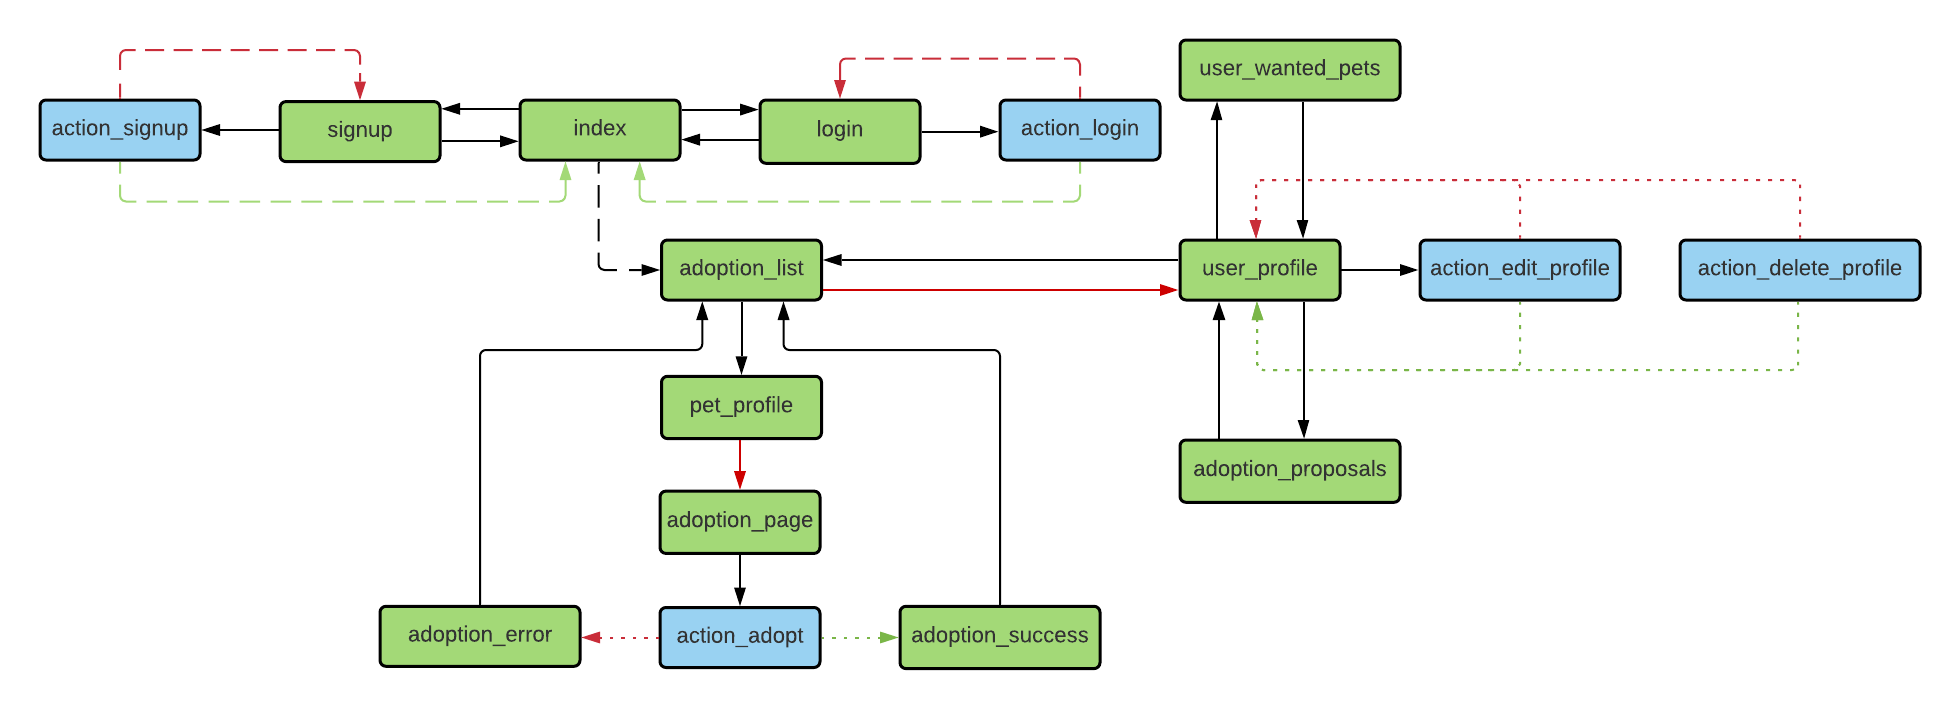 user_wanted_pets
action_signup
signup
index
login
action_login
adoption_list
user_profile
action_edit_profile
action_delete_profile
pet_profile
adoption_proposals
adoption_page
adoption_error
action_adopt
adoption_success